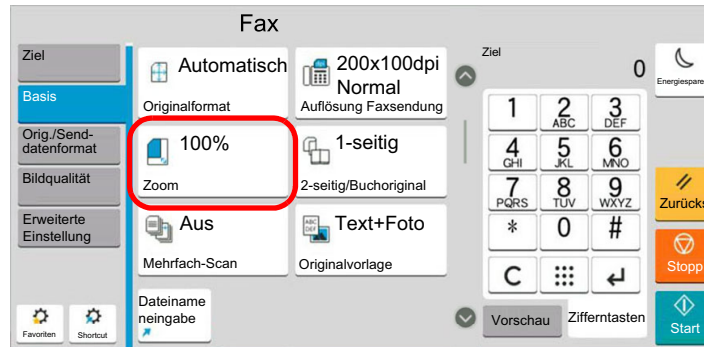 Fax
Ziel
Basis
Orig./Send-
datenformat
Bildqualität
Erweiterte
Einstellung
Favoriten
Shortcut
Automatisch
Originalformat
200x100dpi
Normal
Auflösung Faxsendung
100%
Zoom
1-seitig
2-seitig/Buchoriginal
Aus
Mehrfach-Scan
ABC
DEF
Text+Foto
Originalvorlage
Dateiname
neingabe
Ziel
0
1
2
ABC
3
DEF
4
GHI
5
JKL
6
MNO
7
PQRS
8
TUV
9
WXYZ
*
0
#
C
Vorschau
Zifferntasten
Energiespare
Zurücks
Stopp
Start